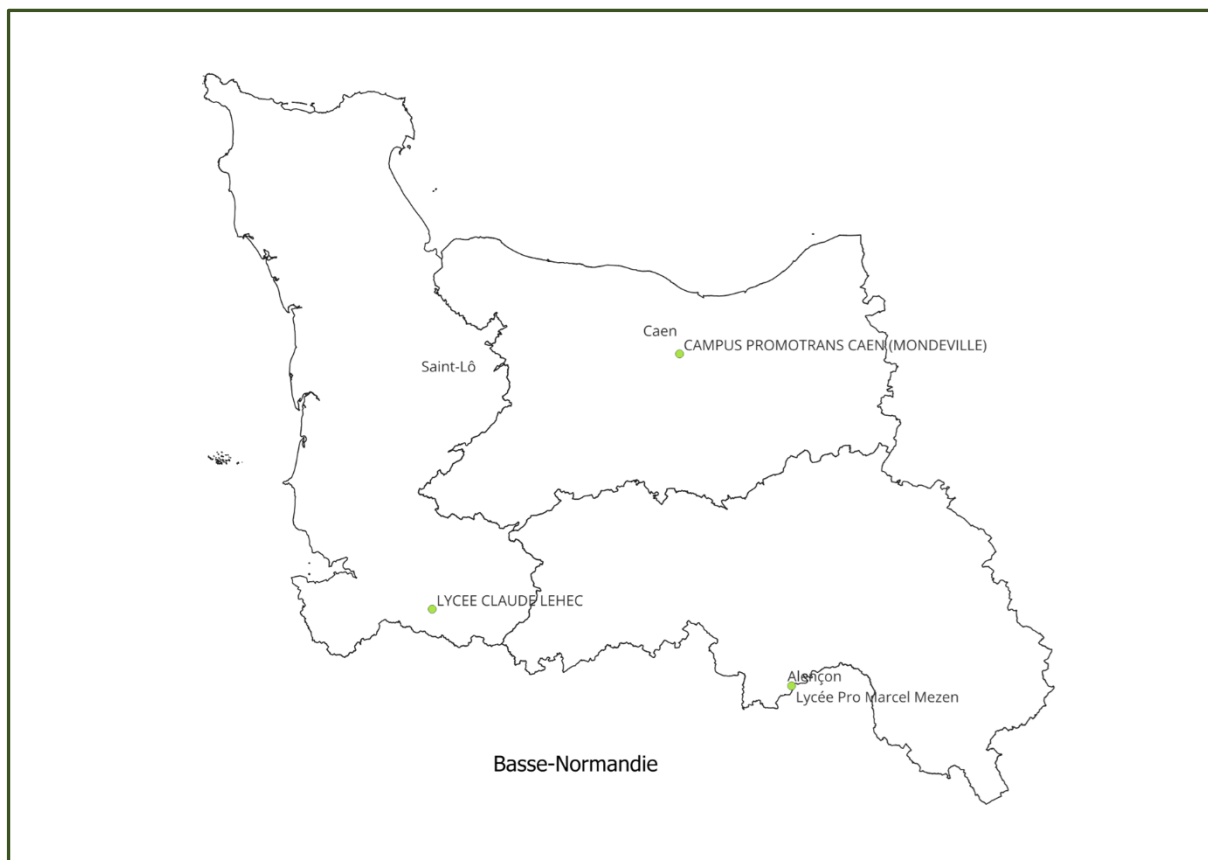 Caen
CAMPUS PROMOTRANS CAEN (MONDEVILLE)
Saint-Lô
LYCEE CLAUDE LEHEC
Alençon
Lycée Pro Marcel Mezen
Basse-Normandie